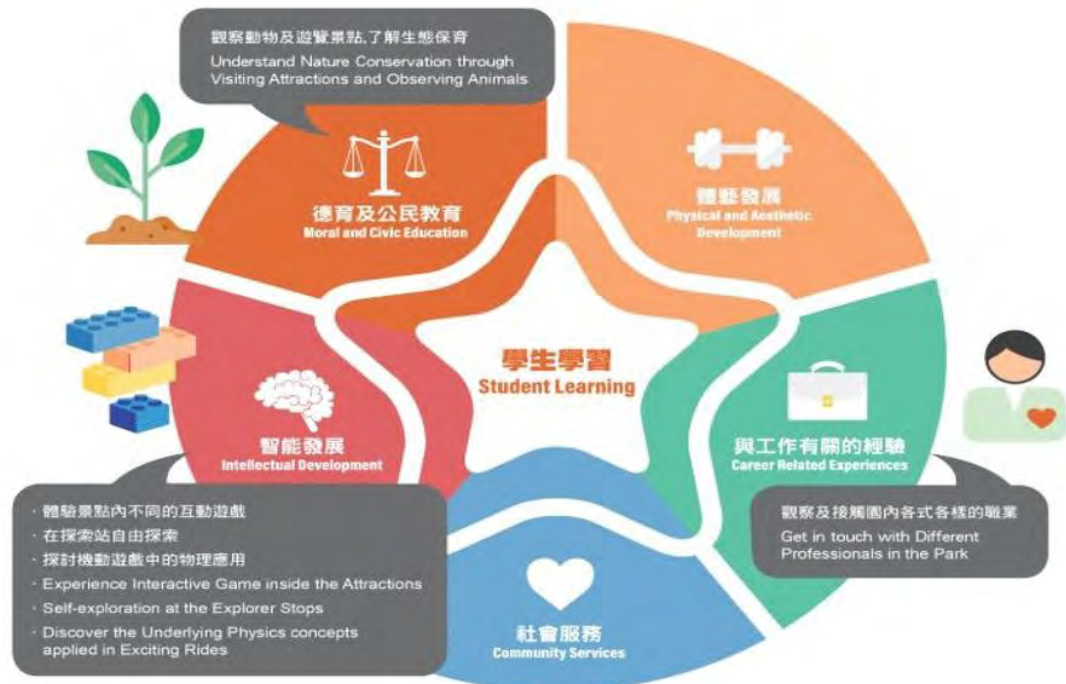 觀察動物及遊覽景點,了解生態保育
Understand Nature Conservation through
Visiting Attractions and Observing Animals
德育及公民教育
Moral and Civic Education
體藝發展
Physical and Aesthetic
Development
學生學習
Student Learning
智能發展
Intellectual Development
與工作有關的經驗
Career Related Experiences
· 體驗景點內不同的互動遊戲
· 在探索站自由探索
· 探討機動遊戲中的物理應用
· Experience Interactive Game inside the Attractions
· Self-exploration at the Explorer Stops
· Discover the Underlying Physics concepts
applied in Exciting Rides
觀察及接觸園內各式各樣的職業
Get in touch with Different
Professionals in the Park
社會服務
Community Services